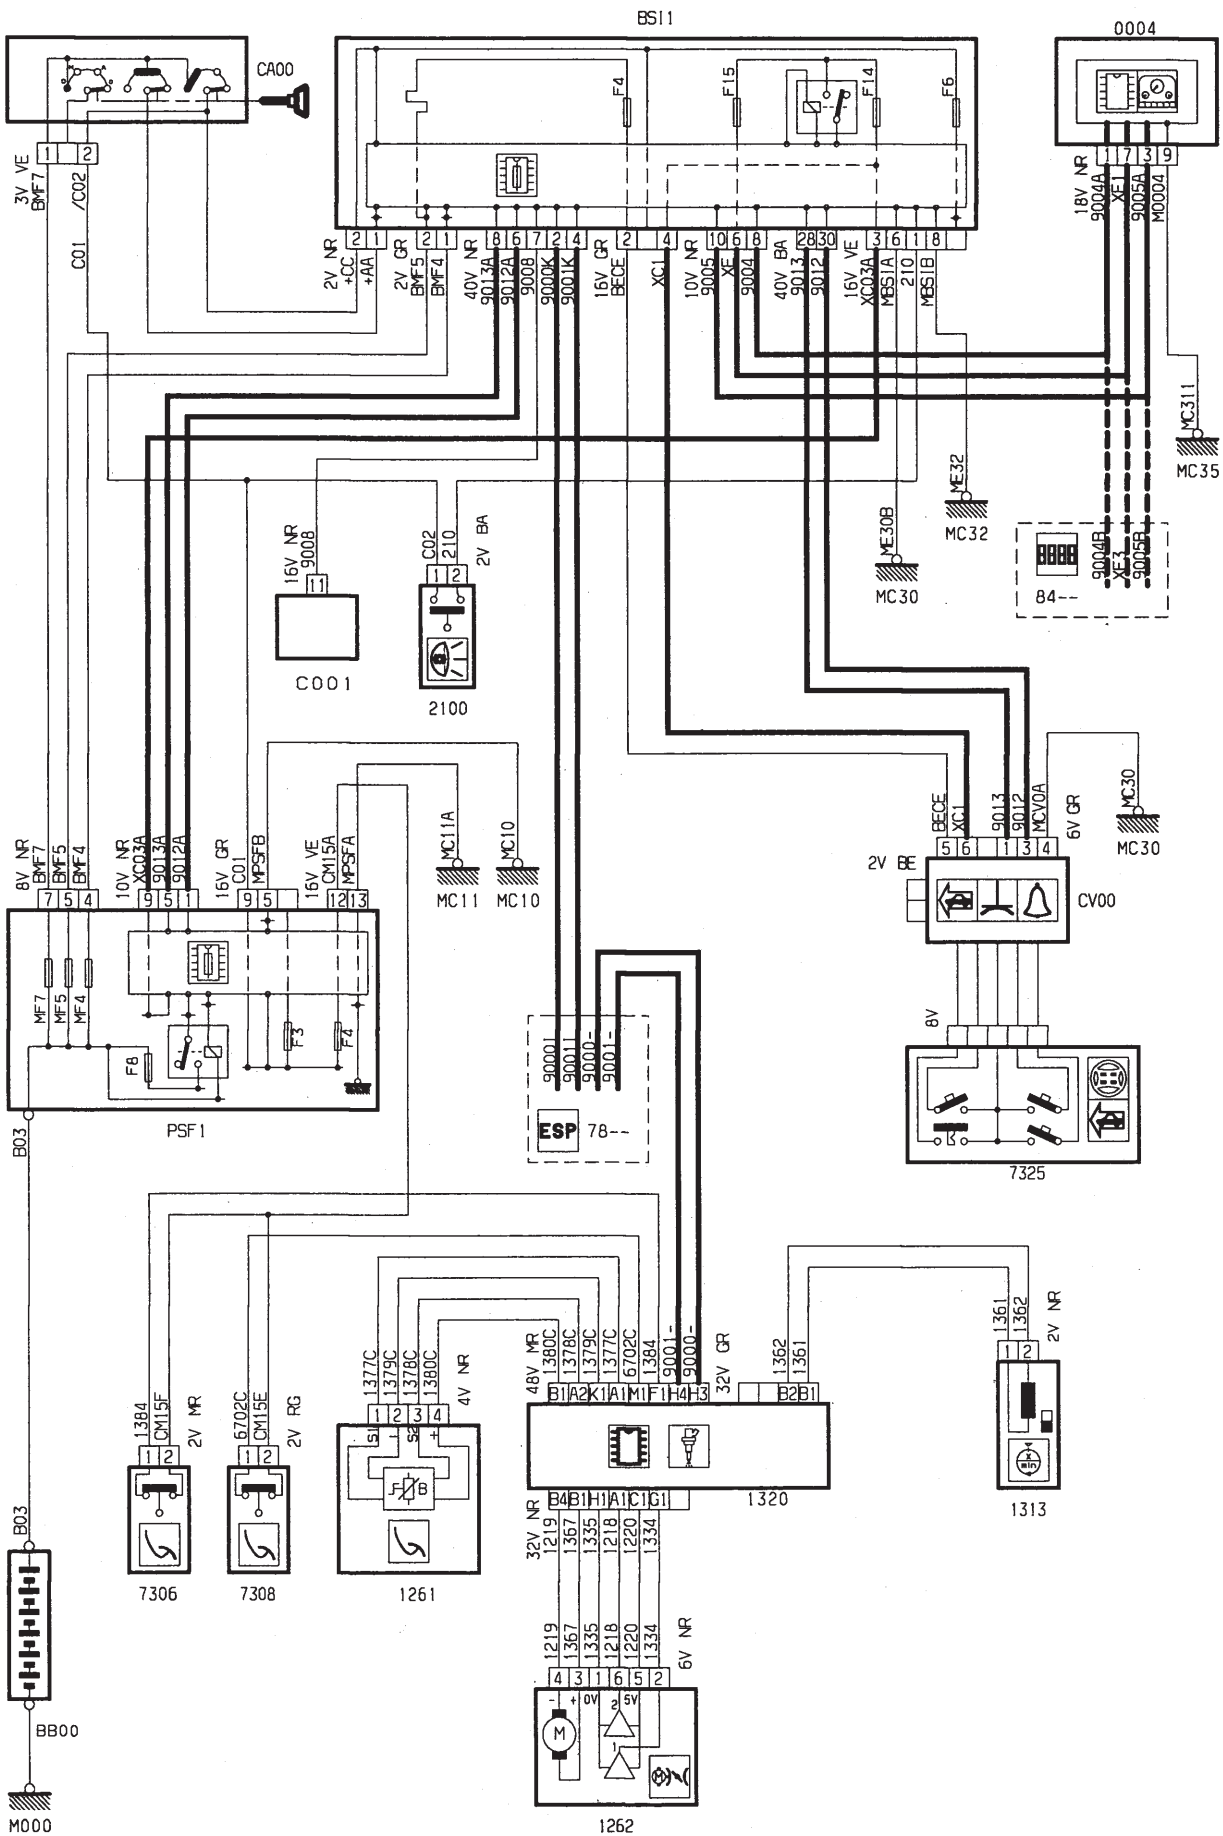 BSI1
0004
CA00
F4
F15
F14
F6
1
2
3V VE
BMF7
/C02
C01
2
1
2
1
8
6
7
2
4
2
4
10
6
8
28
30
3
6
1
8
2V NR
+CC
+AA
2V GR
BMF5
BMF4
40V NR
9013A
9012A
9008
9000K
9001K
16V GR
BECE
XC1
10V NR
9005
XE
9004
40V BA
9013
9012
16V VE
XC03A
MBS1A
210
MBS1B
1
7
3
9
18V NR
9004A
XE1
9005A
M0004
MC311
MC35
ME32
MC32
ME30B
MC30
9004B
XE3
9005B
8888
84--
16V NR
9008
11
C001
C02
210
2V BA
1
2
2100
8V NR
BMF7
BMF5
BMF4
10V NR
XC03A
9013A
9012A
16V GR
C01
MPSFB
16V VE
CM15A
MPSFA
7
5
4
9
5
1
9
5
12
13
MC11A
MC11
MC10
MC10
MF7
MF5
MF4
F8
F3
F4
PSF1
B03
BECE
XC1
9013
9012
MCV0A
6V GR
5
6
1
3
4
2V BE
CV00
MC30
MC30
8V
7325
9000I
9001I
9000-
9001-
ESP
78--
1384
CM15F
2V MR
1
2
7306
6702C
CM15E
2V RG
1
2
7308
1377C
1379C
1378C
1380C
4V NR
1
2
3
4
S1
-
S2
+
B
1261
48V MR
1380C
1378C
1379C
1377C
6702C
1384
9001-
9000-
32V GR
B1
A2
K1
A1
M1
F1
H4
H3
1362
1361
B2
B1
1320
1361
1362
2V NR
1
2
x
min
1313
B4
B1
H1
A1
C1
G1
32V NR
1219
1367
1335
1218
1220
1334
1219
1367
1335
1218
1220
1334
6V NR
4
3
1
6
5
2
-
+
0V
2
5V
M
1
M
1262
B03
BB00
M000